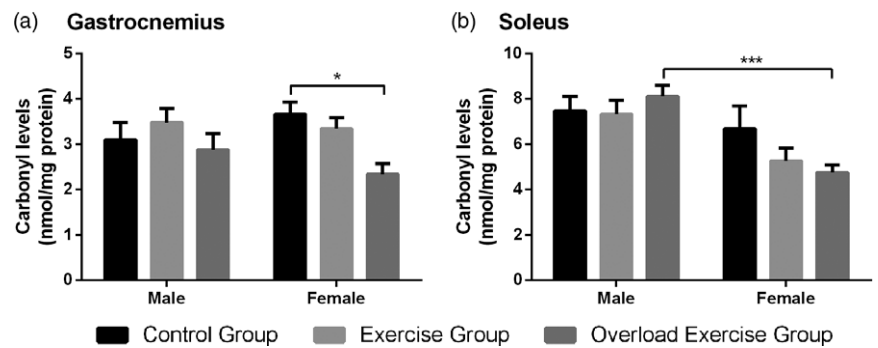 (a) Gastrocnemius
Carbonyl levels
(nmol/mg protein)
5
4
3
2
1
0
*
Male Female
(b) Soleus
Carbonyl levels
(nmol/mg protein)
10
8
6
4
2
0
***
Male Female
Control Group Exercise Group Overload Exercise Group